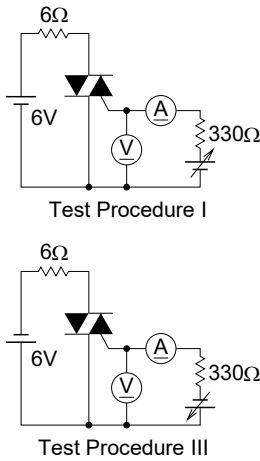 6Ω
6V
A
V
330Ω
Test Procedure I
6Ω
6V
A
V
330Ω
Test Procedure III